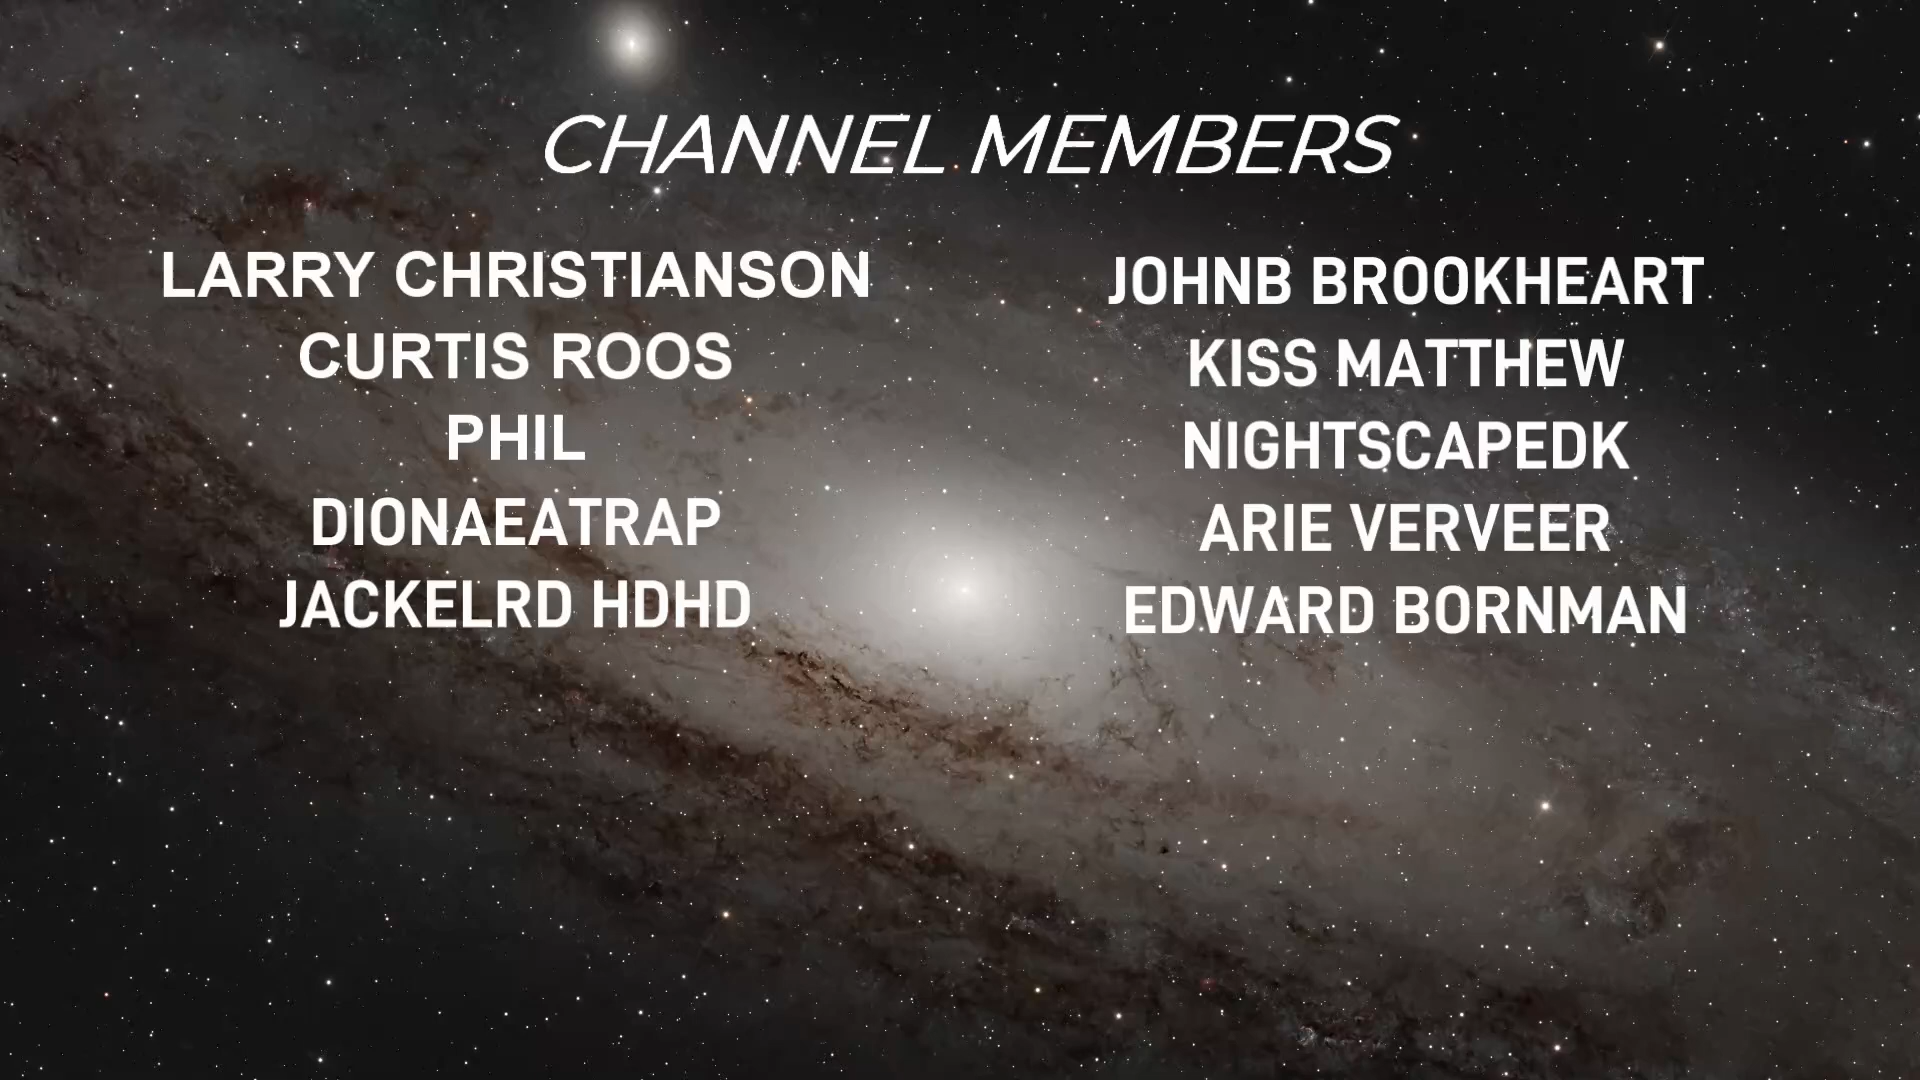 CHANNEL MEMBERS
LARRY CHRISTIANSON
CURTIS ROOS
PHIL
DIONAEATRAP
JACKELRD HDHD
JOHNB BROOKHEART
KISS MATTHEW
NIGHTSCAPEDK
ARIE VERVEER
EDWARD BORNMAN